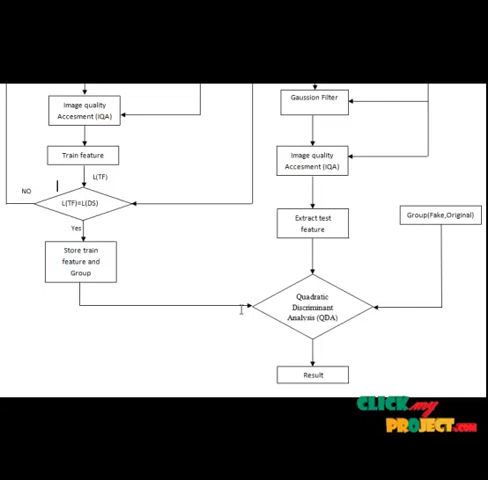 Image quality
Accesment (IQA)
Train feature
L(TF)
NO
L(TF)=L(DS)
Yes
Store train
feature and
Group
Gaussion Filter
Image quality
Accesment (IQA)
Extract test
feature
Group(Fake,Original)
Quadratic
Discriminant
Analysis (QDA)
Result
CLICK my
PROJECT.COM